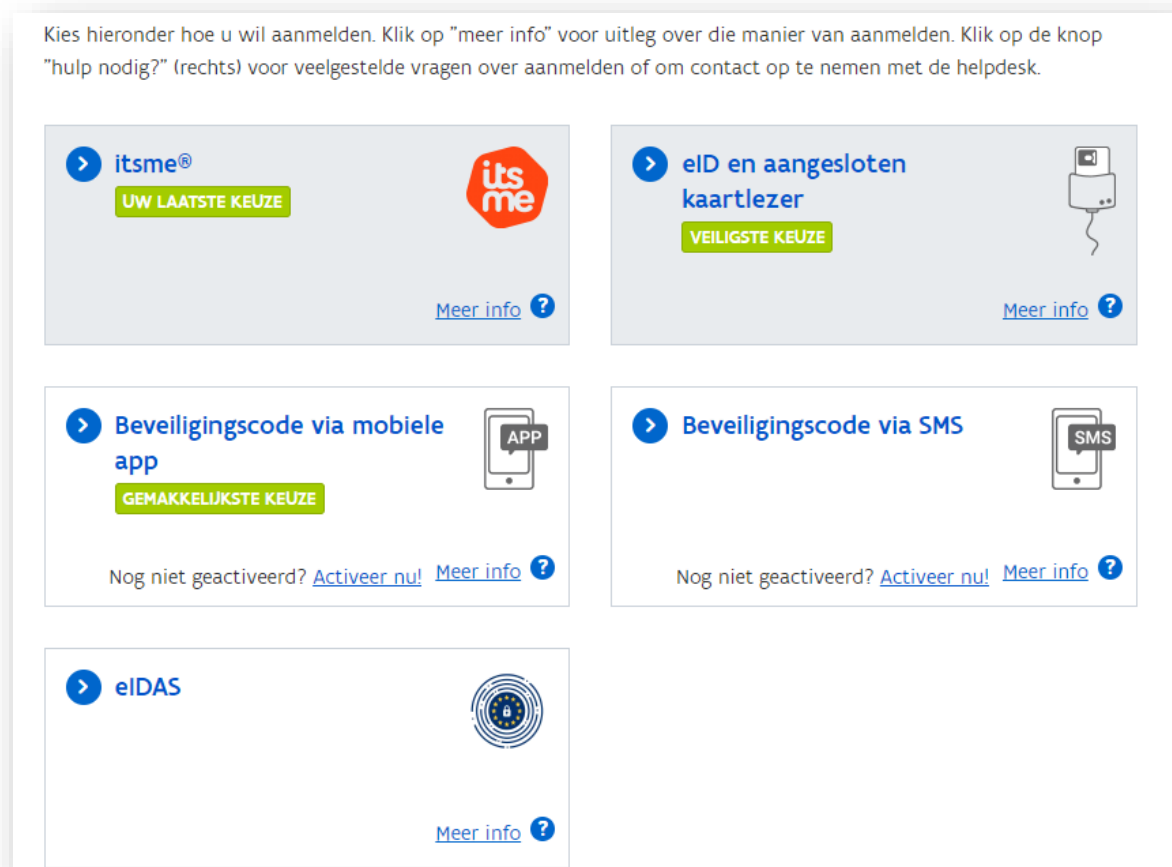 Kies hieronder hoe u wil aanmelden. Klik op "meer info" voor uitleg over die manier van aanmelden. Klik op de knop
"hulp nodig?" (rechts) voor veelgestelde vragen over aanmelden of om contact op te nemen met de helpdesk.
itsme®
UW LAATSTE KEUZE
its
me
Meer info ?
eID en aangesloten
kaartlezer
VEILIGSTE KEUZE
Meer info ?
Beveiligingscode via mobiele
app
GEMAKKELIJKSTE KEUZE
APP
Nog niet geactiveerd? Activeer nu! Meer info ?
Beveiligingscode via SMS
SMS
Nog niet geactiveerd? Activeer nu! Meer info ?
eIDAS
Meer info ?